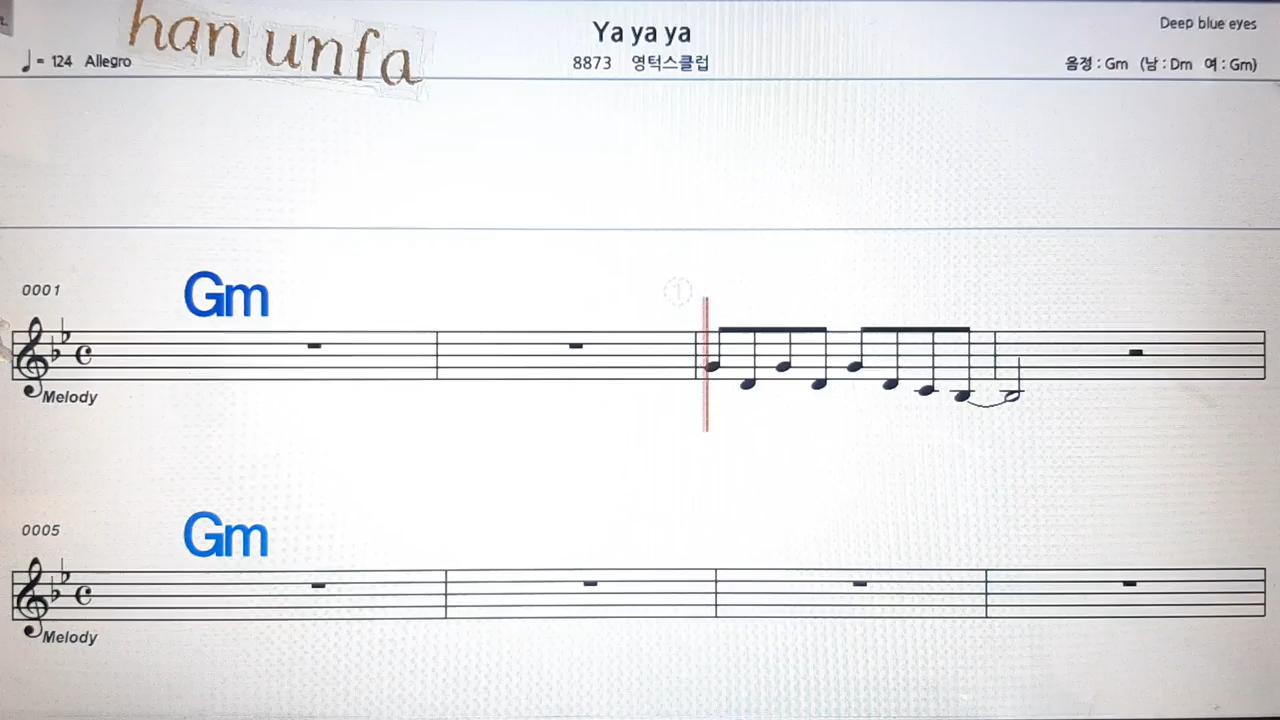 han unfa
Ya ya ya
Deep blue eyes
♩ = 124 Allegro
8873 영턱스클럽
음정 : Gm (남 : Dm 여 : Gm)
①
0001
Gm
Melody
0005
Gm
Melody